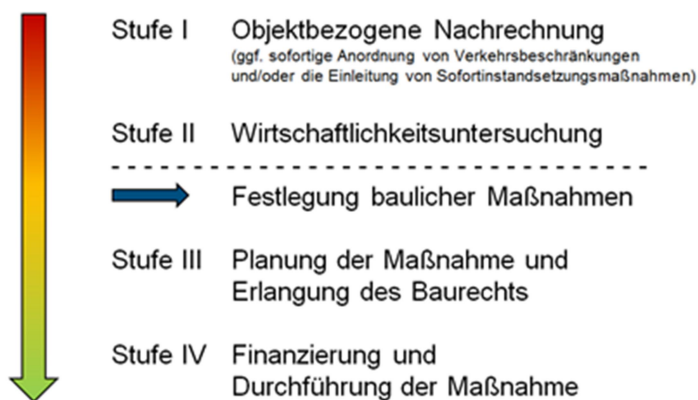 Stufe I Objektbezogene Nachrechnung
(ggf. sofortige Anordnung von Verkehrsbeschränkungen
und/oder die Einleitung von Sofortinstandsetzungsmaßnahmen)
Stufe II Wirtschaftlichkeitsuntersuchung
Festlegung baulicher Maßnahmen
Stufe III Planung der Maßnahme und
Erlangung des Baurechts
Stufe IV Finanzierung und
Durchführung der Maßnahme